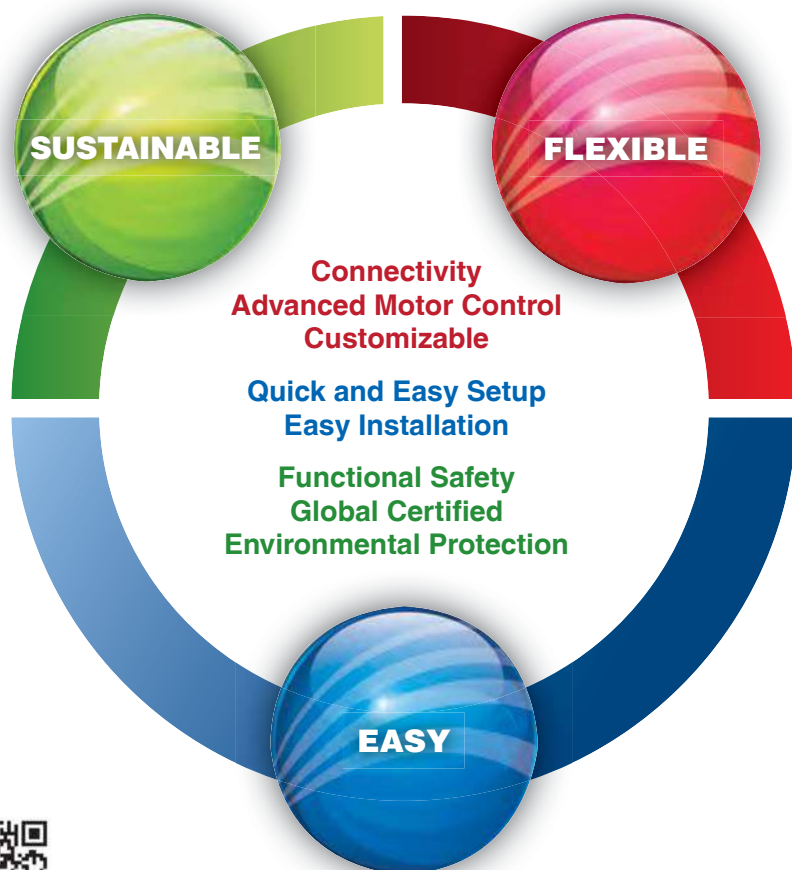 SUSTAINABLE
FLEXIBLE
Connectivity
Advanced Motor Control
Customizable
Quick and Easy Setup
Easy Installation
Functional Safety
Global Certified
Environmental Protection
EASY